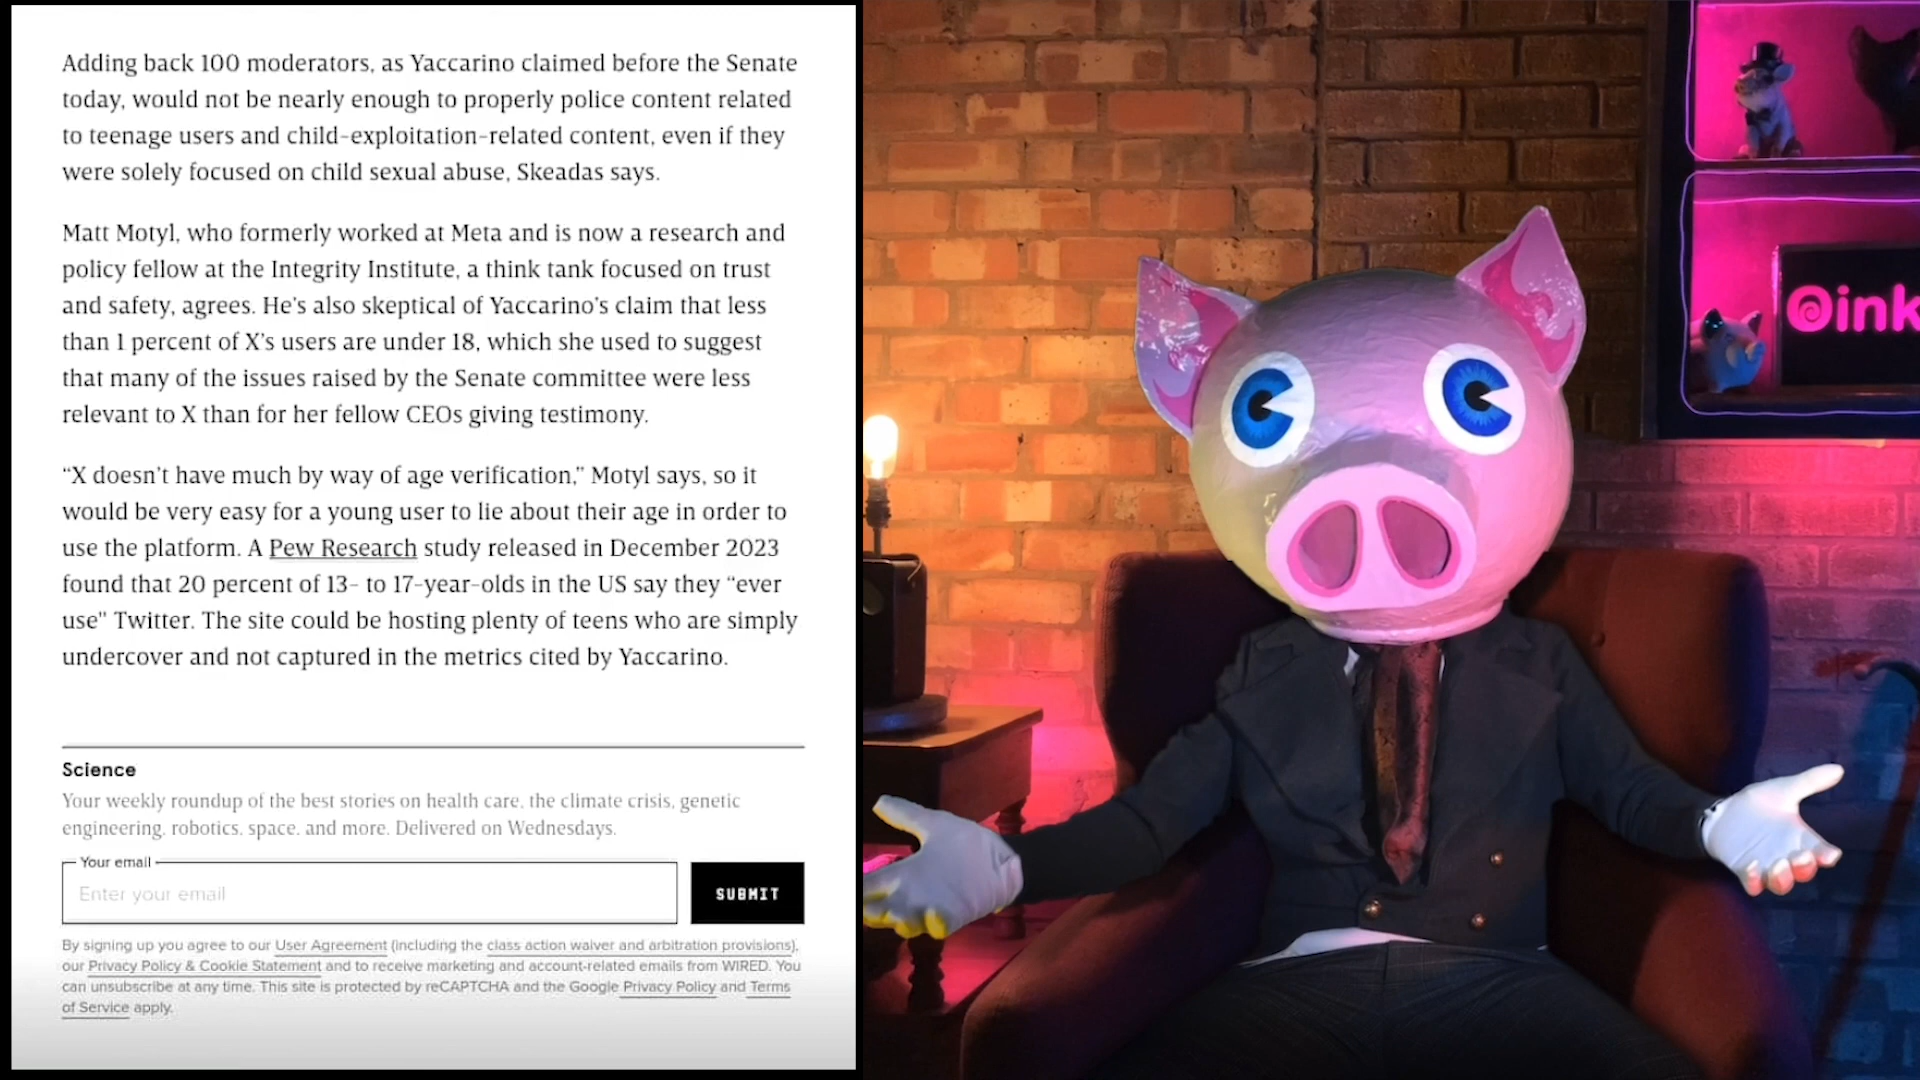 Adding back 100 moderators, as Yaccarino claimed before the Senate
today, would not be nearly enough to properly police content related
to teenage users and child-exploitation-related content, even if they
were solely focused on child sexual abuse, Skeadas says.
Matt Motyl, who formerly worked at Meta and is now a research and
policy fellow at the Integrity Institute, a think tank focused on trust
and safety, agrees. He's also skeptical of Yaccarino's claim that less
than 1 percent of X's users are under 18, which she used to suggest
that many of the issues raised by the Senate committee were less
relevant to X than for her fellow CEOs giving testimony.
“X doesn't have much by way of age verification,” Motyl says, so it
would be very easy for a young user to lie about their age in order to
use the platform. A Pew Research study released in December 2023
found that 20 percent of 13- to 17-year-olds in the US say they “ever
use" Twitter. The site could be hosting plenty of teens who are simply
undercover and not captured in the metrics cited by Yaccarino.
Science
Your weekly roundup of the best stories on health care, the climate crisis, genetic
engineering, robotics, space, and more. Delivered on Wednesdays.
Your email
Enter your email
SUBMIT
By signing up you agree to our User Agreement (including the class action waiver and arbitration provisions),
our Privacy Policy & Cookie Statement and to receive marketing and account-related emails from WIRED. You
can unsubscribe at any time. This site is protected by reCAPTCHA and the Google Privacy Policy and Terms
of Service apply.
Oink